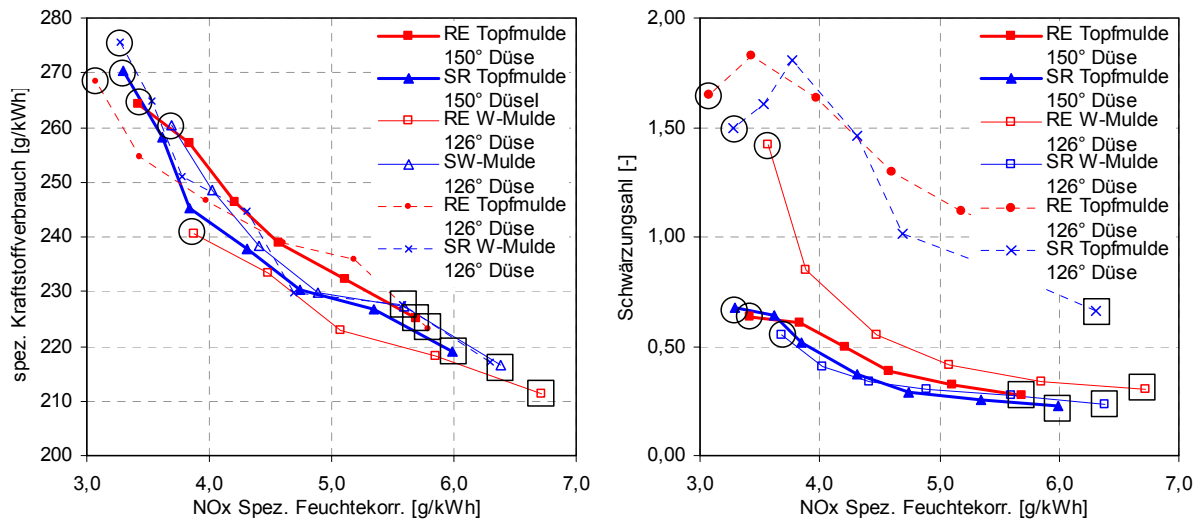 280
270
260
250
240
230
220
210
200
spez. Kraftstoffverbrauch [g/kWh]
3,0 4,0 5,0 6,0 7,0
NOx Spez. Feuchtekorr. [g/kWh]
RE Topfmulde
150° Düse
SR Topfmulde
150° Düsel
RE W-Mulde
126° Düse
SW-Mulde
126° Düse
RE Topfmulde
126° Düse
SR W-Mulde
126° Düse
2,00
1,50
1,00
0,50
0,00
Schwärzungsahl [-]
3,0 4,0 5,0 6,0 7,0
NOx Spez. Feuchtekorr. [g/kWh]
RE Topfmulde
150° Düse
SR Topfmulde
150° Düse
RE W-Mulde
126° Düse
SR W-Mulde
126° Düse
RE Topfmulde
126° Düse
SR Topfmulde
126° Düse